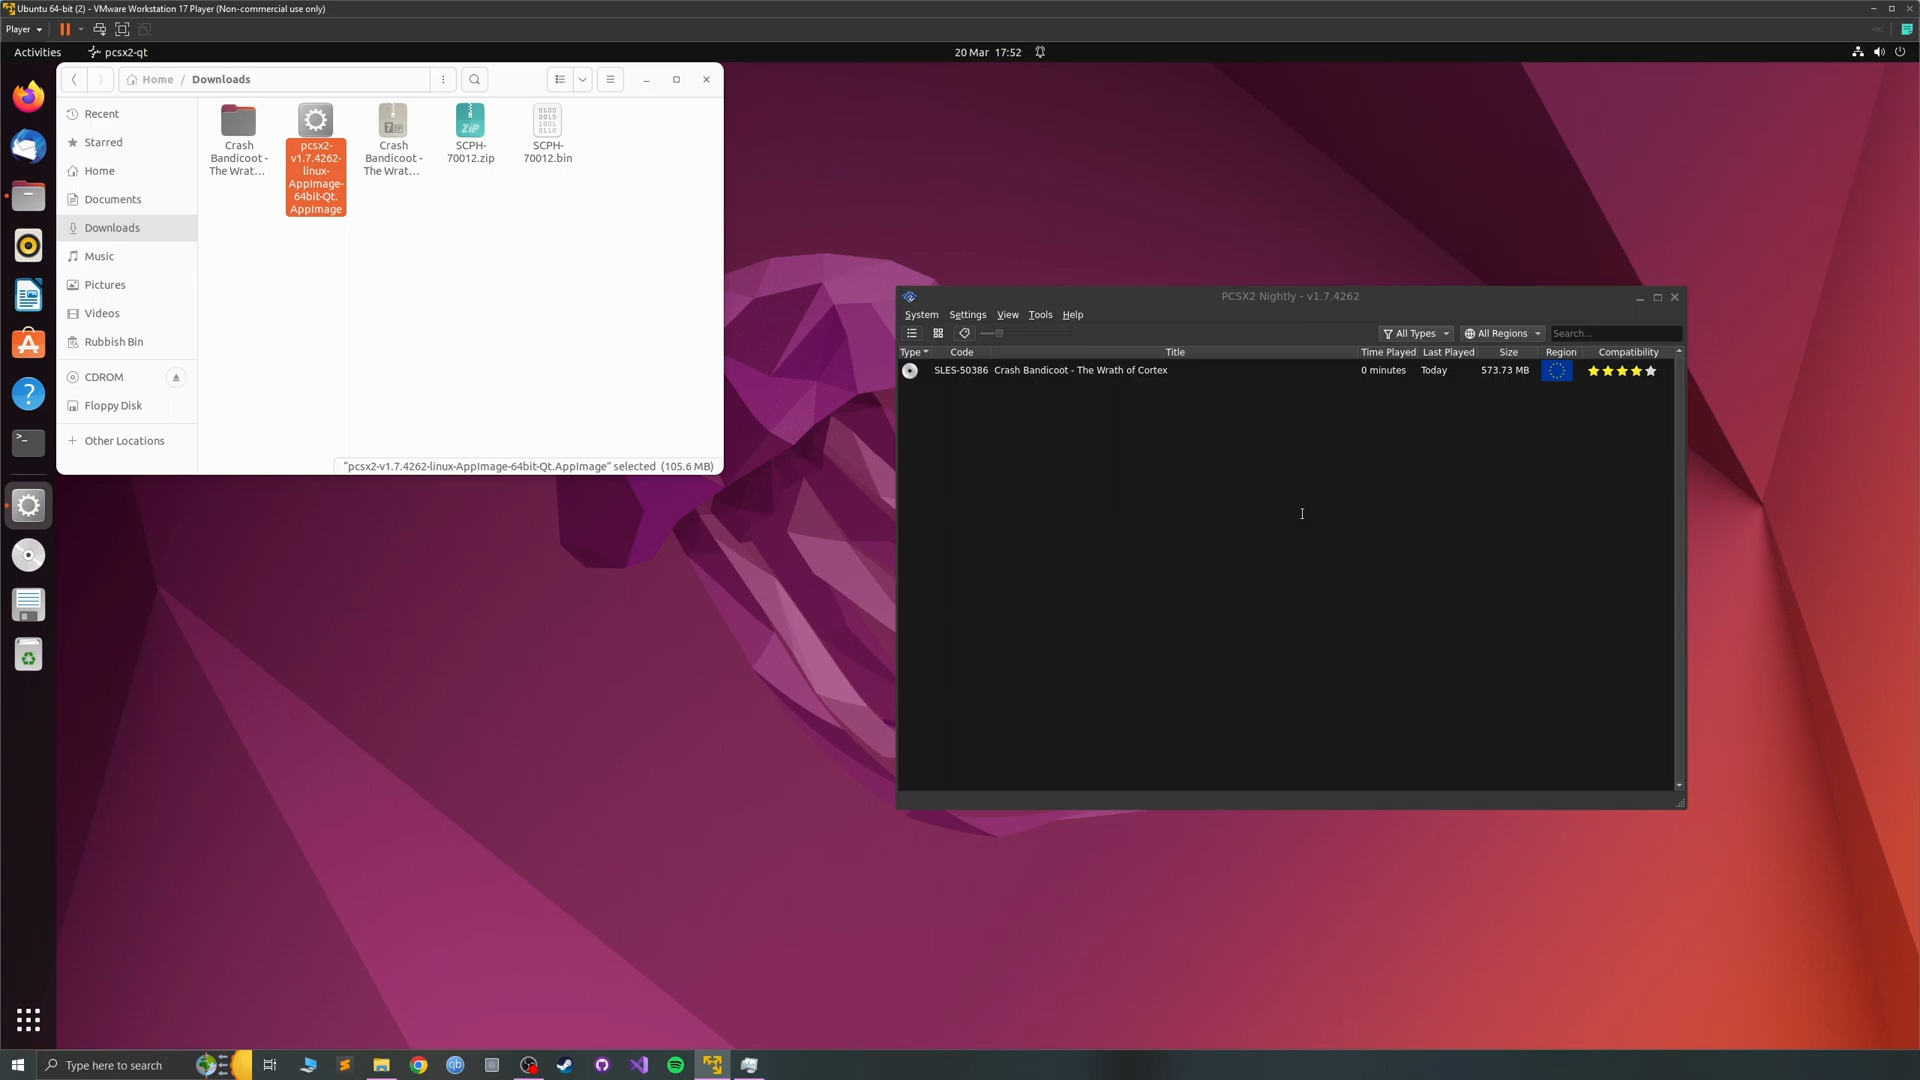 Ubuntu 64-bit (2) - VMware Workstation 17 Player (Non-commercial use only)
Player
Activities
pcsx2-qt
20 Mar 17:52
Home / Downloads
Recent
Starred
Home
Documents
Downloads
Music
Pictures
Videos
Rubbish Bin
CDROM
Floppy Disk
+ Other Locations
Crash
Bandicoot -
The Wrat…
pcsx2-
v1.7.4262-
linux-
AppImage-
64bit-Qt.
AppImage
7ZIP
Crash
Bandicoot -
The Wrat…
ZIP
SCPH-
70012.zip
SCPH-
70012.bin
"pcsx2-v1.7.4262-linux-AppImage-64bit-Qt.AppImage" selected (105.6 MB)
PCSX2 Nightly - v1.7.4262
System Settings View Tools Help
All Types
All Regions
Search...
Type Code Title Time Played Last Played Size Region Compatibility
SLES-50386 Crash Bandicoot - The Wrath of Cortex 0 minutes Today 573.73 MB
Type here to search
qb